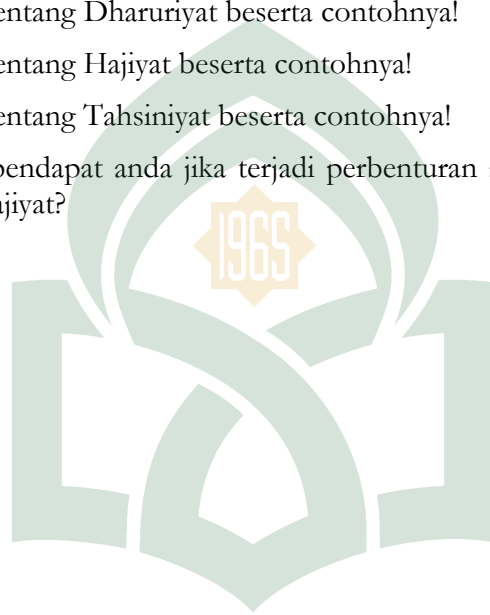 entang Dharuriyat beserta contohnya!
entang Hajiyat beserta contohnya!
entang Tahsiniyat beserta contohnya!
pendapat anda jika terjadi perbenturan
ajiyat?
1965